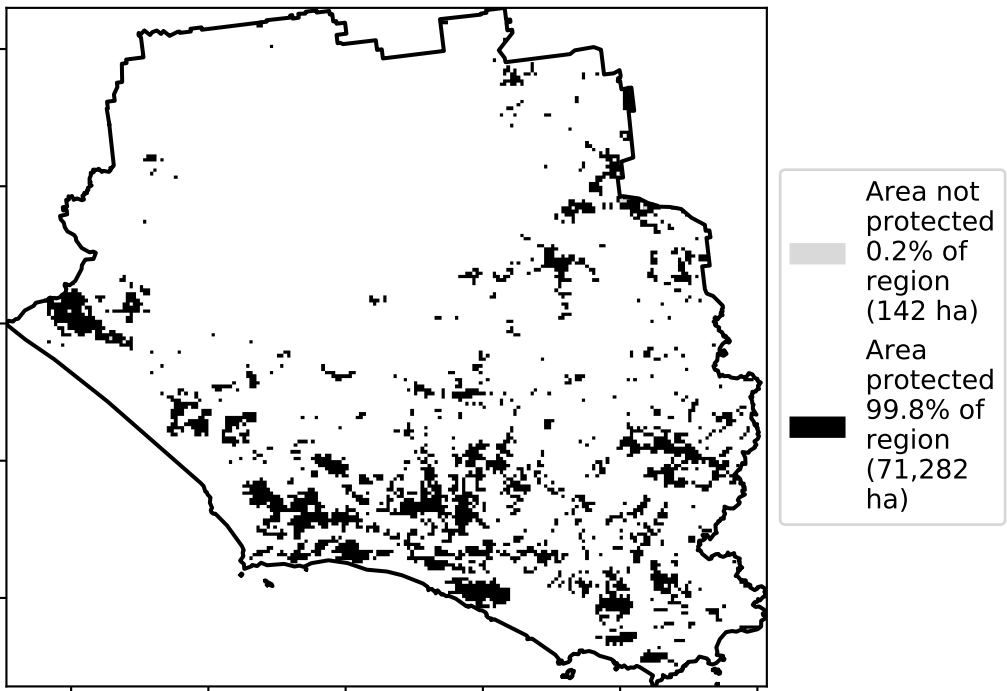 Area not
protected
0.2% of
region
(142 ha)
Area
protected
99.8% of
region
(71,282
ha)